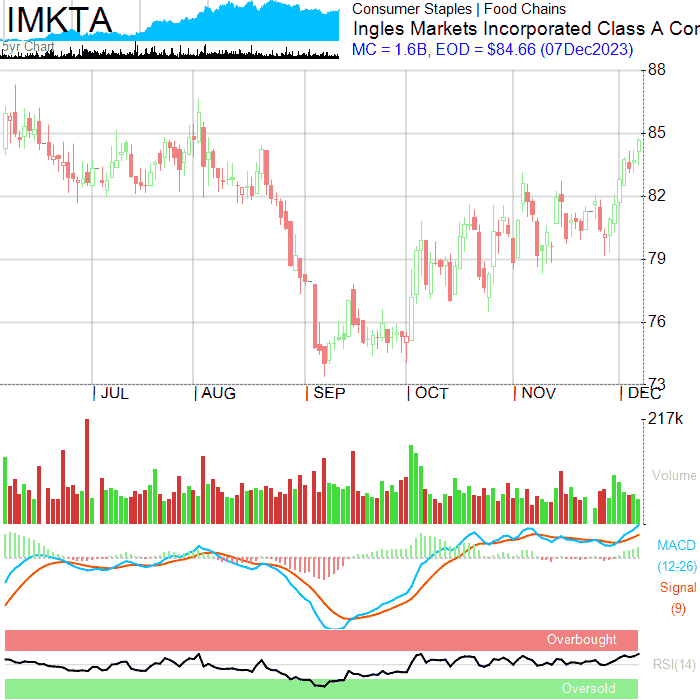 IMKTA
5yr Chart
Consumer Staples | Food Chains
Ingles Markets Incorporated Class A Cor
MC = 1.6B, EOD = $84.66 (07Dec2023)
88
85
82
79
76
73
JUL AUG SEP OCT NOV DEC
217k
Volume
MACD
(12-26)
Signal
(9)
Overbought
RSI(14)
Oversold